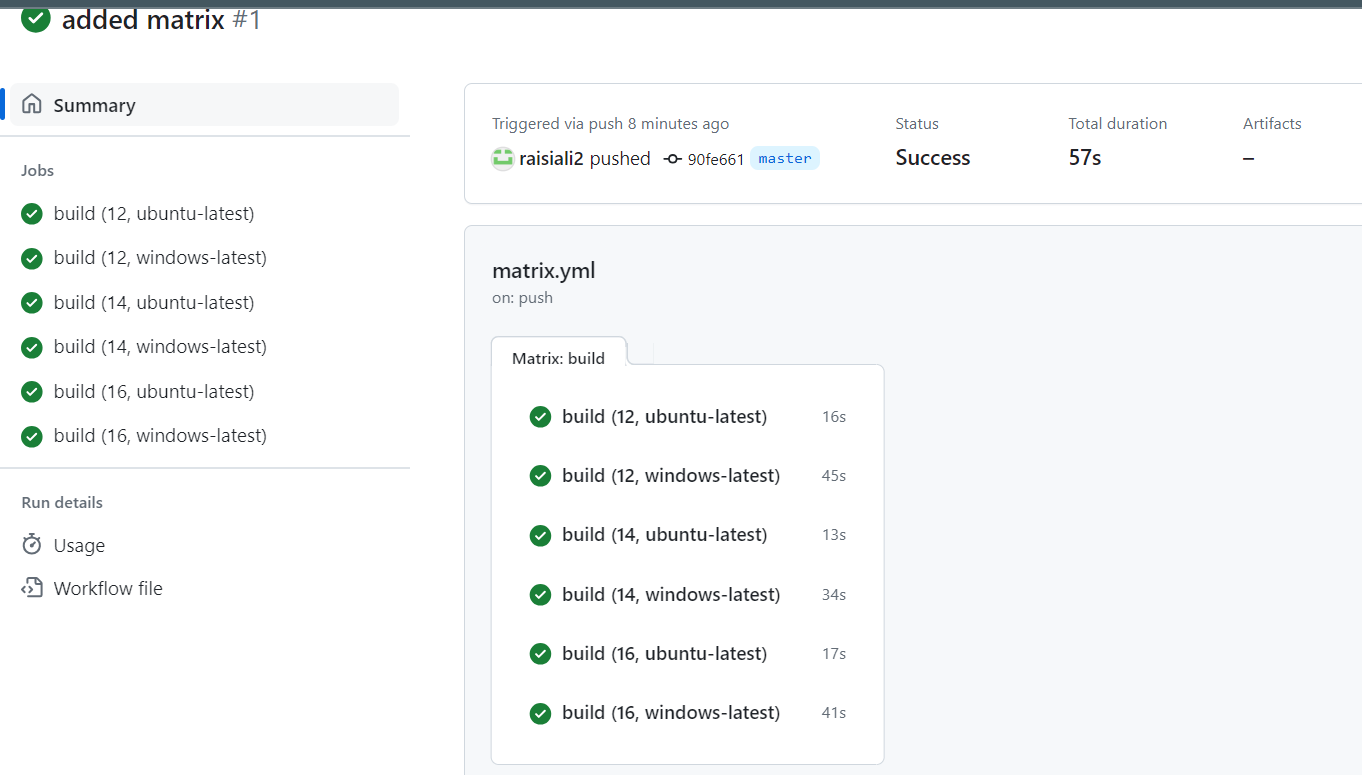 added matrix #1
Summary
Jobs
build (12, ubuntu-latest)
build (12, windows-latest)
build (14, ubuntu-latest)
build (14, windows-latest)
build (16, ubuntu-latest)
build (16, windows-latest)
Run details
Usage
Workflow file
Triggered via push 8 minutes ago
raisiali2 pushed 90fe661 master
Status
Success
Total duration
57s
Artifacts
–
matrix.yml
on: push
Matrix: build
build (12, ubuntu-latest) 16s
build (12, windows-latest) 45s
build (14, ubuntu-latest) 13s
build (14, windows-latest) 34s
build (16, ubuntu-latest) 17s
build (16, windows-latest) 41s